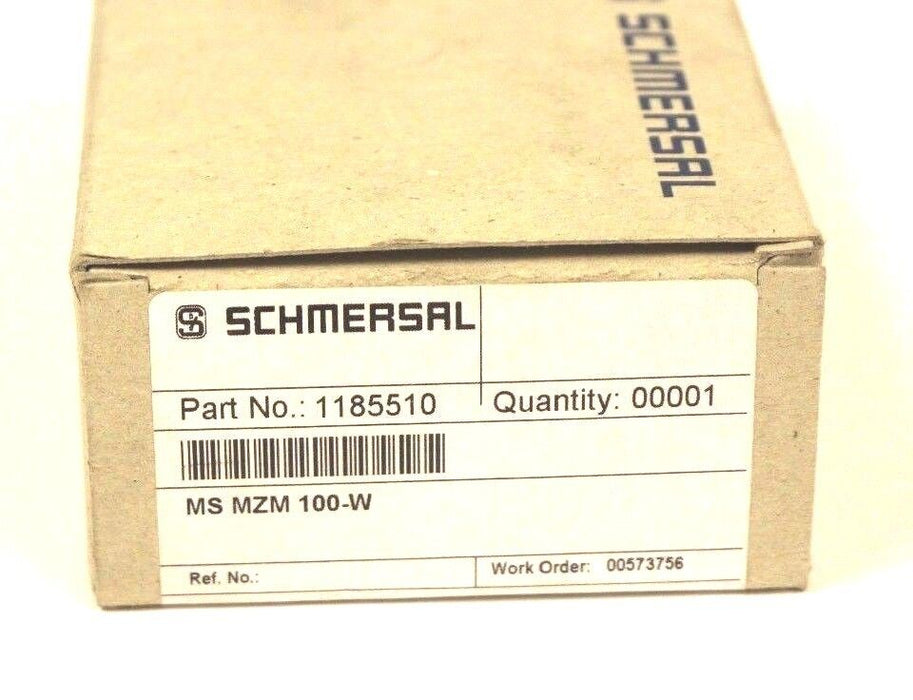 SCHMERSAL
SCHMERSAL
Part No.: 1185510
Quantity: 00001
MS MZM 100-W
Ref. No.:
Work Order: 00573756